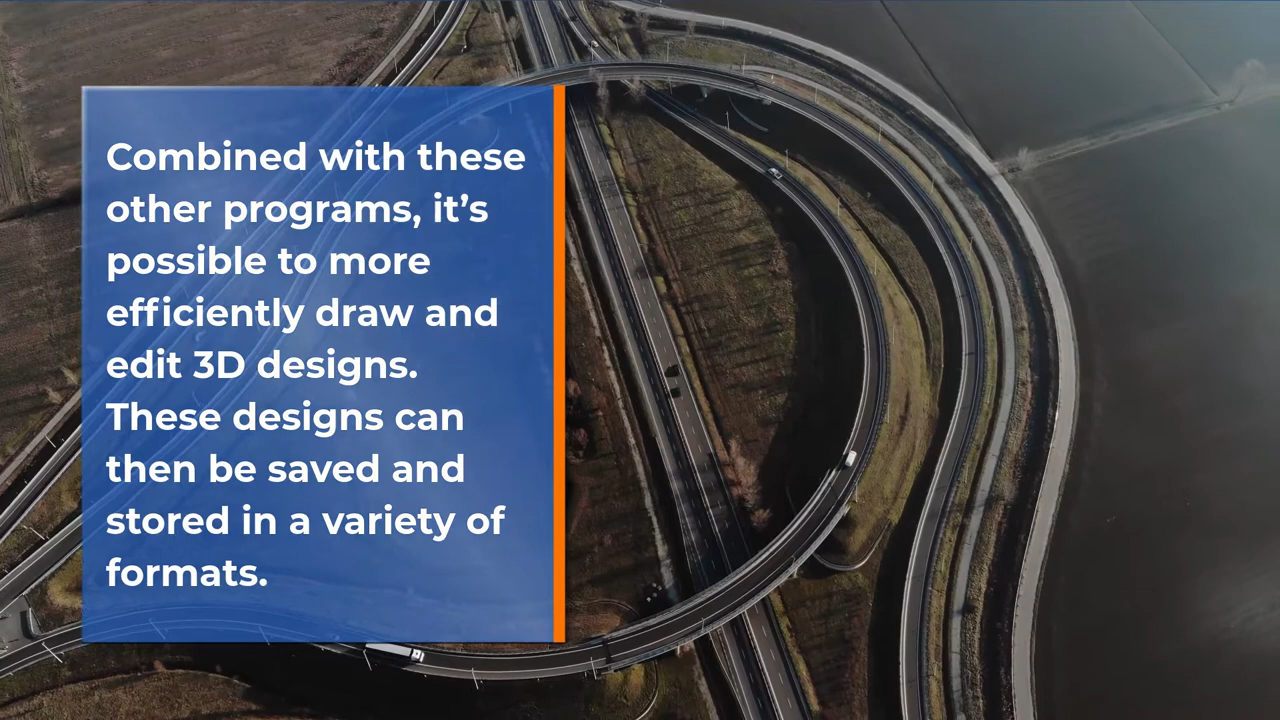 Combined with these
other programs, it’s
possible to more
efficiently draw and
edit 3D designs.
These designs can
then be saved and
stored in a variety of
formats.